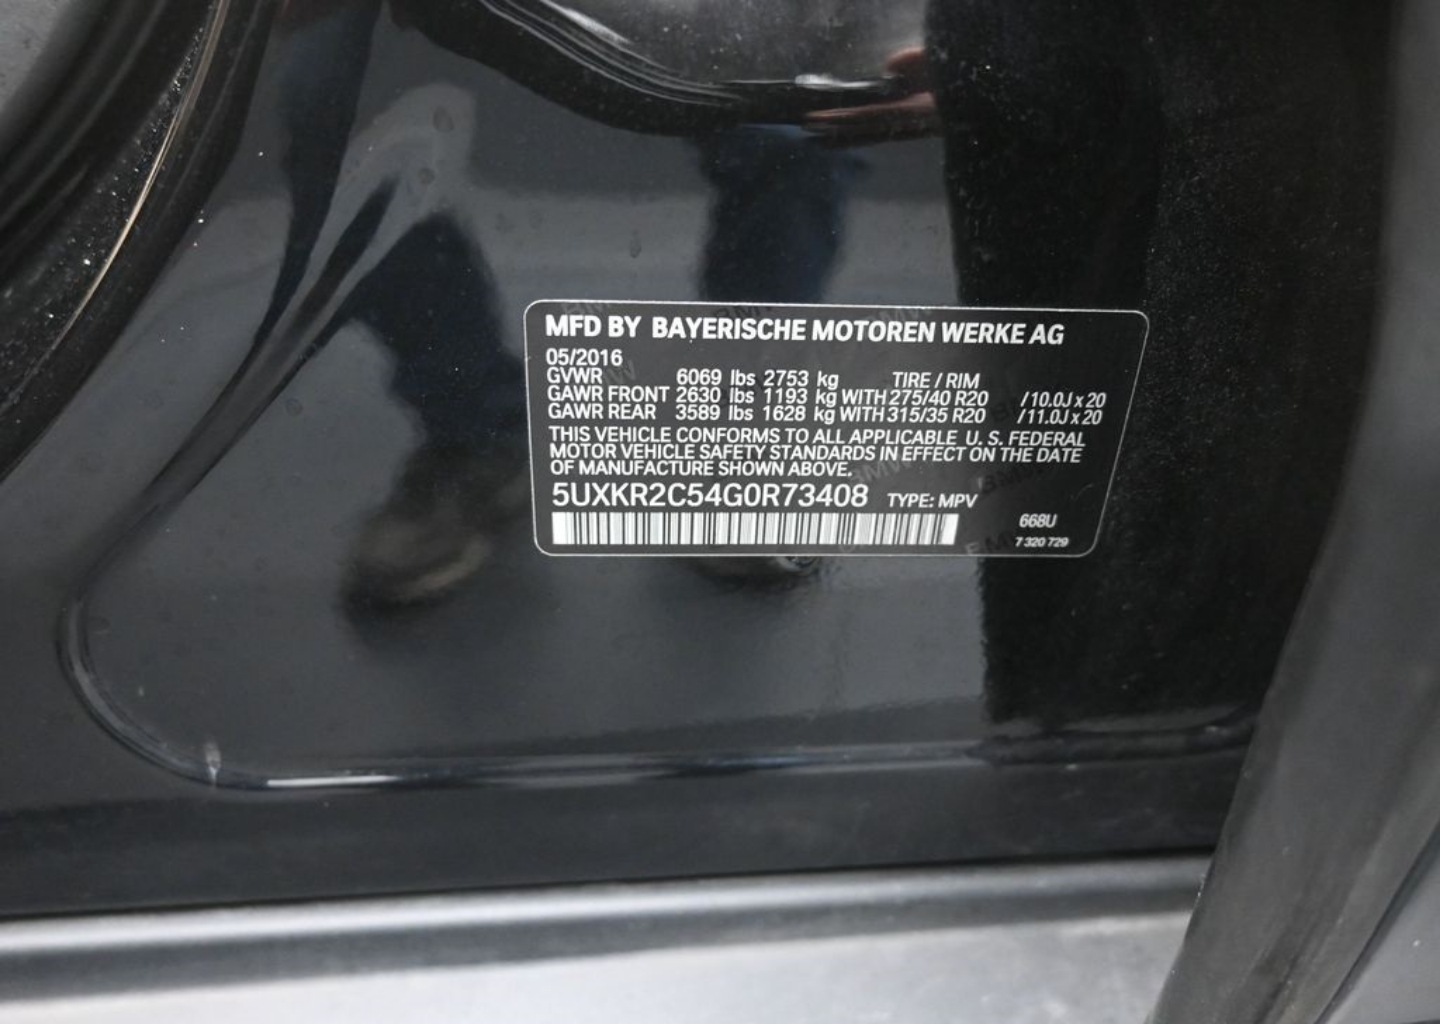 MFD BY BAYERISCHE MOTOREN WERKE AG
05/2016
GVWR 6069 lbs 2753 kg TIRE / RIM
GAWR FRONT 2630 lbs 1193 kg WITH 275/40 R20 /10.0J x 20
GAWR REAR 3589 lbs 1628 kg WITH 315/35 R20 /11.0J x 20
THIS VEHICLE CONFORMS TO ALL APPLICABLE U. S. FEDERAL
MOTOR VEHICLE SAFETY STANDARDS IN EFFECT ON THE DATE
OF MANUFACTURE SHOWN ABOVE.
5UXKR2C54G0R73408 TYPE: MPV
668U
7 320 729